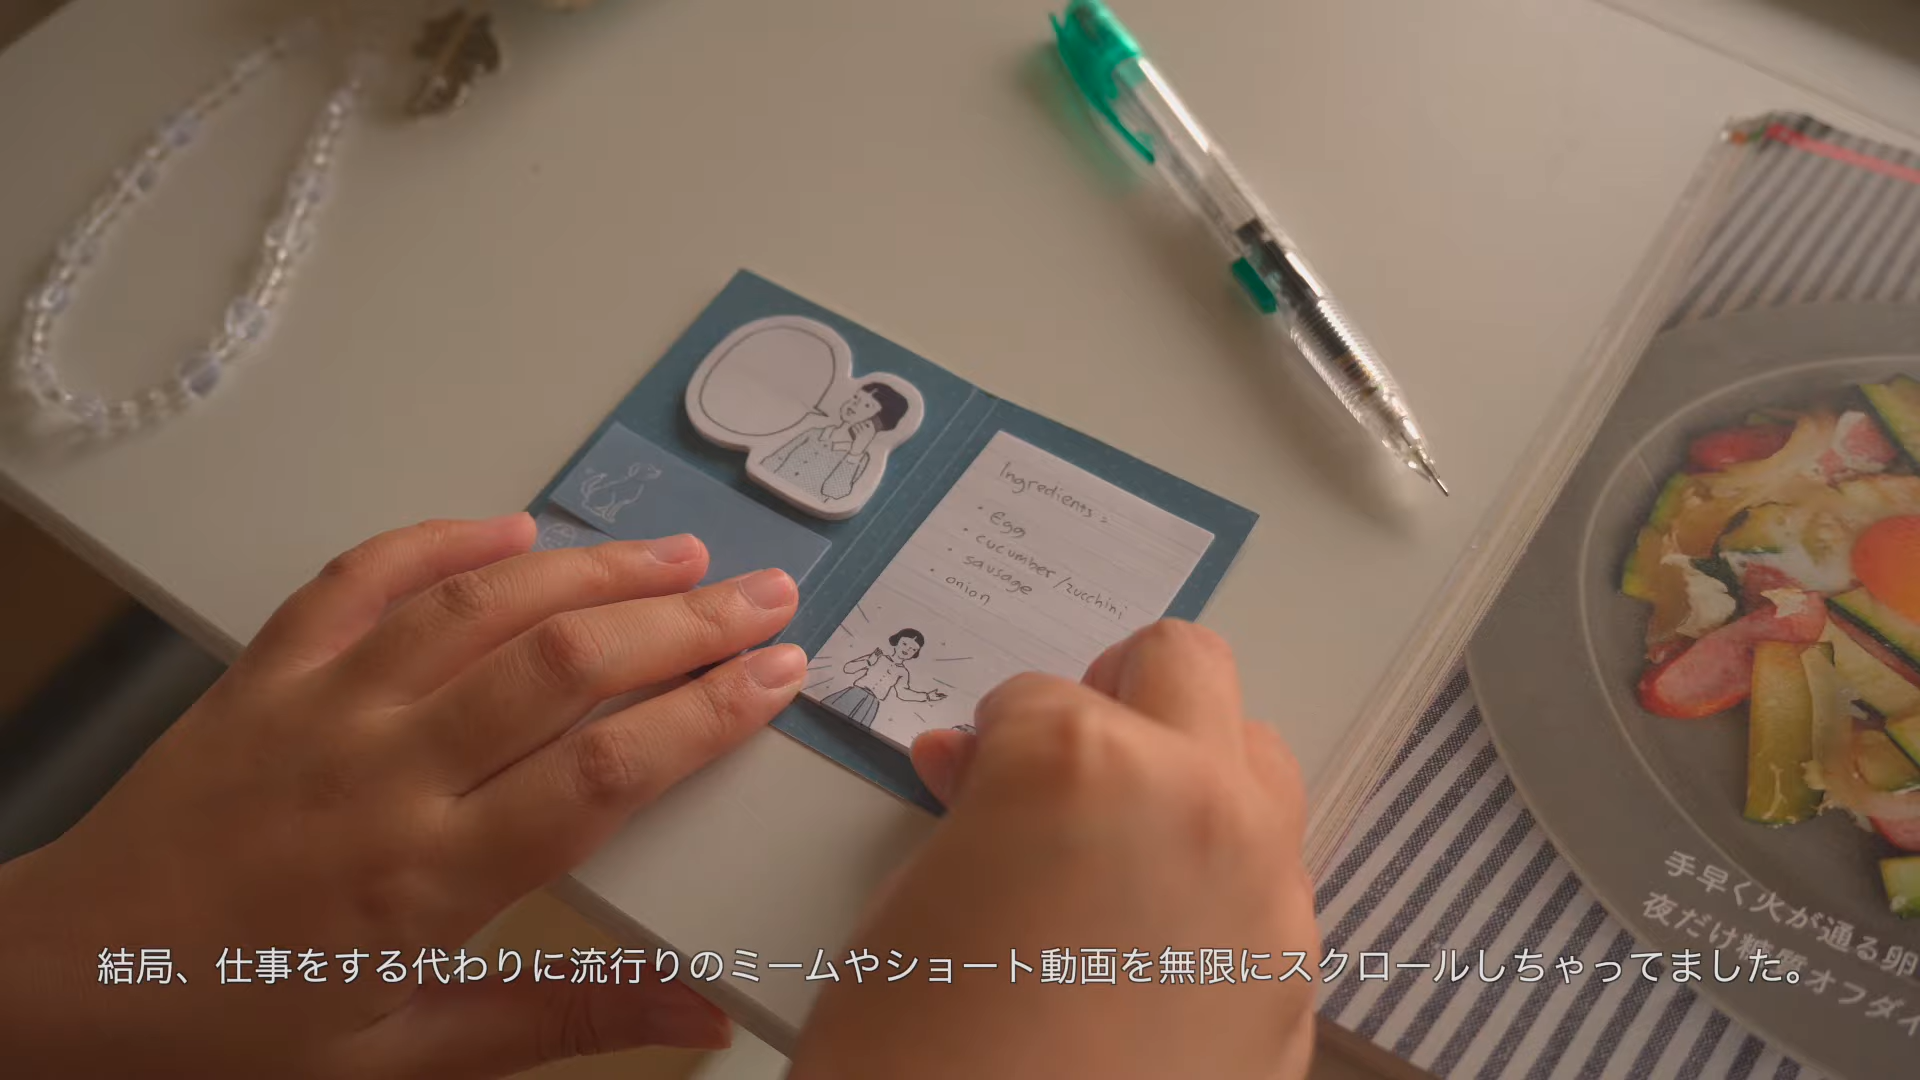 Ingredients :
• Egg
• cucumber/zucchini
• sausage
• onion
手早く火が通る卵
夜だけ糖質オフダイ
結局、仕事をする代わりに流行りのミームやショート動画を無限にスクロールしちゃってました。